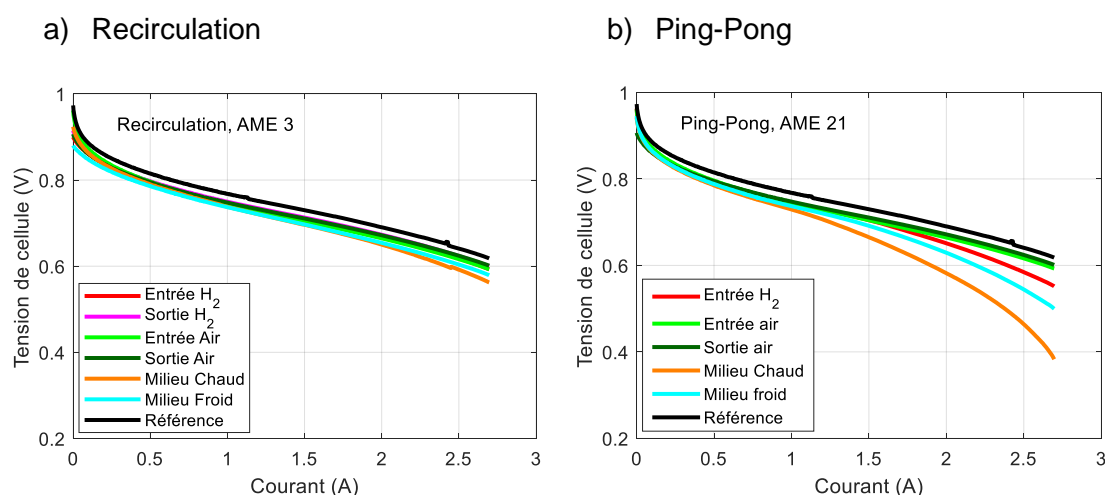 a) Recirculation
b) Ping-Pong
Recirculation, AME 3
Tension de cellule (V)
1
0.8
0.6
0.4
0.2
Entrée H2
Sortie H2
Entrée Air
Sortie Air
Milieu Chaud
Milieu Froid
Référence
0 0.5 1 1.5 2 2.5 3
Courant (A)
Ping-Pong, AME 21
Tension de cellule (V)
1
0.8
0.6
0.4
0.2
Entrée H2
Entrée air
Sortie air
Milieu Chaud
Milieu froid
Référence
0 0.5 1 1.5 2 2.5 3
Courant (A)